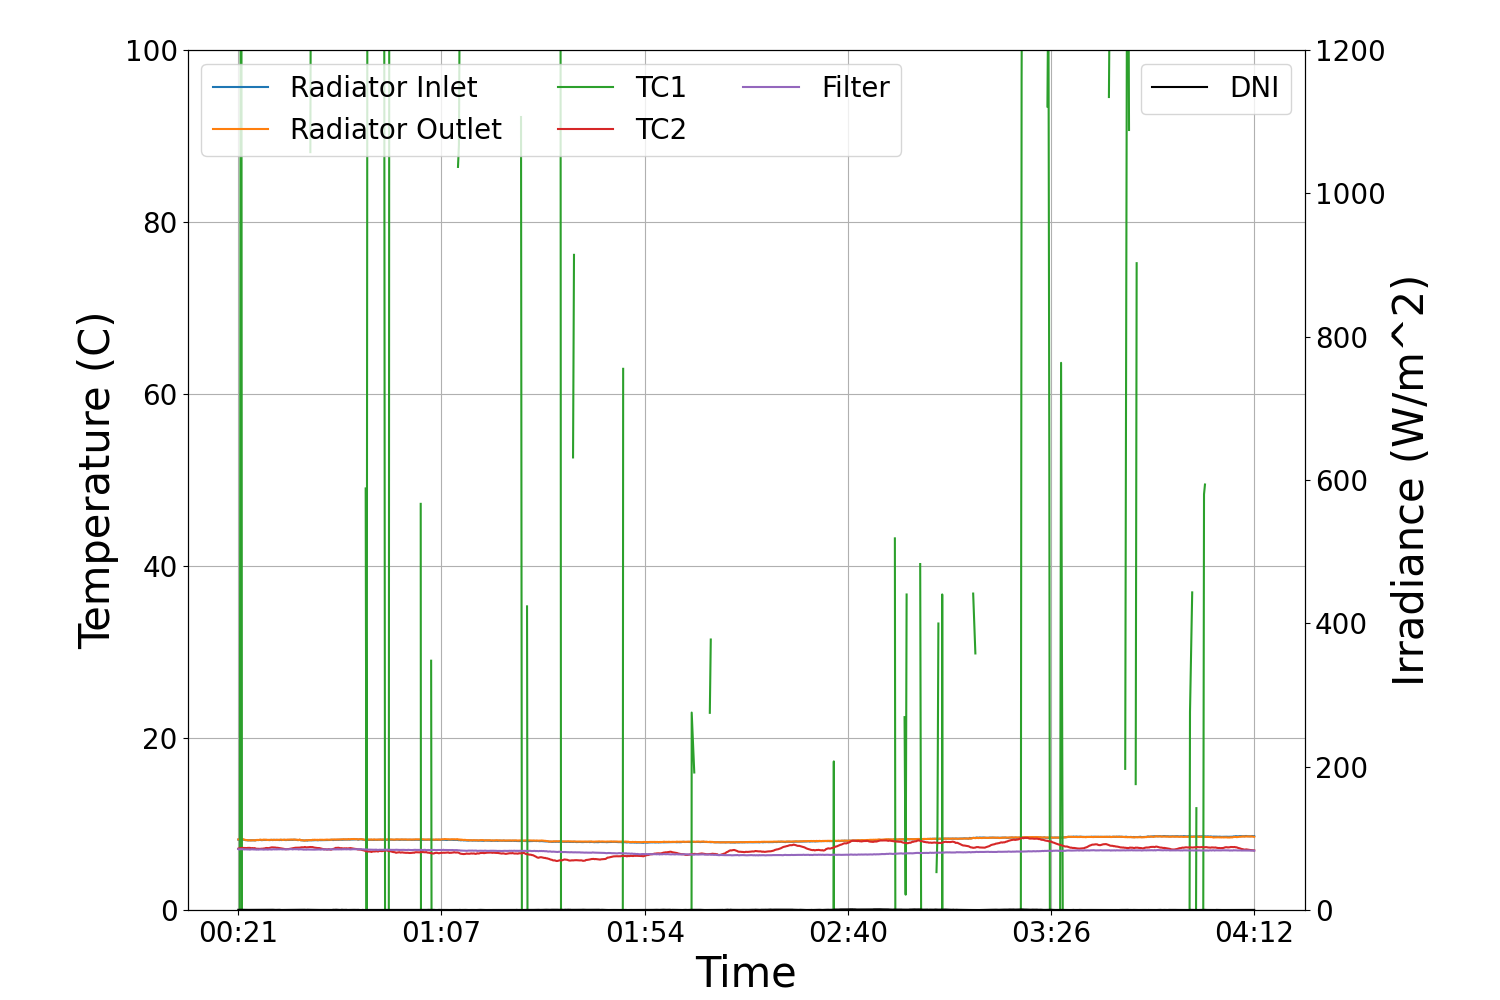 100
80
60
40
20
0
Temperature (C)
Radiator Inlet
Radiator Outlet
TC1
TC2
Filter
DNI
1200
1000
800
600
400
200
0
Irradiance (W/m^2)
00:21 01:07 01:54 02:40 03:26 04:12
Time